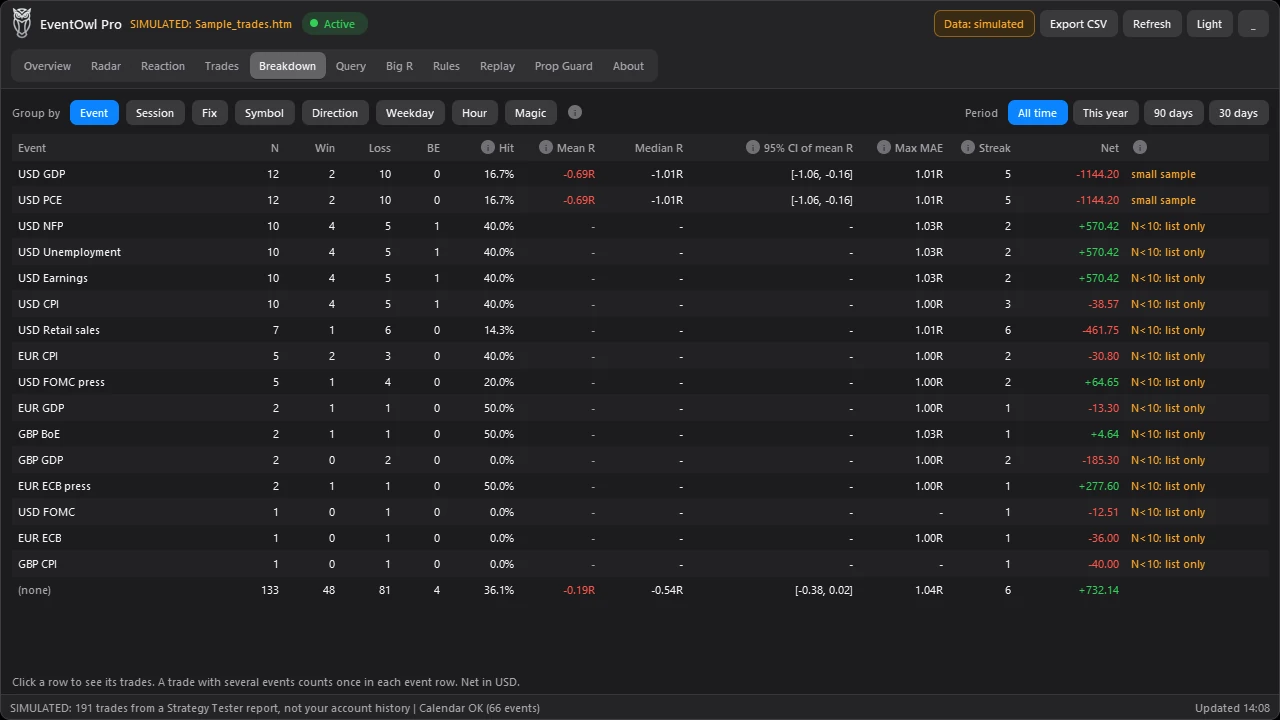 EventOwl Pro SIMULATED: Sample_trades.htm Active Data: simulated Export CSV Refresh Light _
Overview Radar Reaction Trades Breakdown Query Big R Rules Replay Prop Guard About
Group by Event Session Fix Symbol Direction Weekday Hour Magic i Period All time This year 90 days 30 days
Event N Win Loss BE i Hit i Mean R Median R i 95% CI of mean R i Max MAE i Streak Net i
USD GDP 12 2 10 0 16.7% -0.69R -1.01R [-1.06, -0.16] 1.01R 5 -1144.20 small sample
USD PCE 12 2 10 0 16.7% -0.69R -1.01R [-1.06, -0.16] 1.01R 5 -1144.20 small sample
USD NFP 10 4 5 1 40.0% - - - 1.03R 2 +570.42 N<10: list only
USD Unemployment 10 4 5 1 40.0% - - - 1.03R 2 +570.42 N<10: list only
USD Earnings 10 4 5 1 40.0% - - - 1.03R 2 +570.42 N<10: list only
USD CPI 10 4 5 1 40.0% - - - 1.00R 3 -38.57 N<10: list only
USD Retail sales 7 1 6 0 14.3% - - - 1.01R 6 -461.75 N<10: list only
EUR CPI 5 2 3 0 40.0% - - - 1.00R 2 -30.80 N<10: list only
USD FOMC press 5 1 4 0 20.0% - - - 1.00R 2 +64.65 N<10: list only
EUR GDP 2 1 1 0 50.0% - - - 1.00R 1 -13.30 N<10: list only
GBP BoE 2 1 1 0 50.0% - - - 1.03R 1 +4.64 N<10: list only
GBP GDP 2 0 2 0 0.0% - - - 1.00R 2 -185.30 N<10: list only
EUR ECB press 2 1 1 0 50.0% - - - 1.00R 1 +277.60 N<10: list only
USD FOMC 1 0 1 0 0.0% - - - - 1 -12.51 N<10: list only
EUR ECB 1 0 1 0 0.0% - - - 1.00R 1 -36.00 N<10: list only
GBP CPI 1 0 1 0 0.0% - - - - 1 -40.00 N<10: list only
(none) 133 48 81 4 36.1% -0.19R -0.54R [-0.38, 0.02] 1.04R 6 +732.14
Click a row to see its trades. A trade with several events counts once in each event row. Net in USD.
SIMULATED: 191 trades from a Strategy Tester report, not your account history | Calendar OK (66 events) Updated 14:08